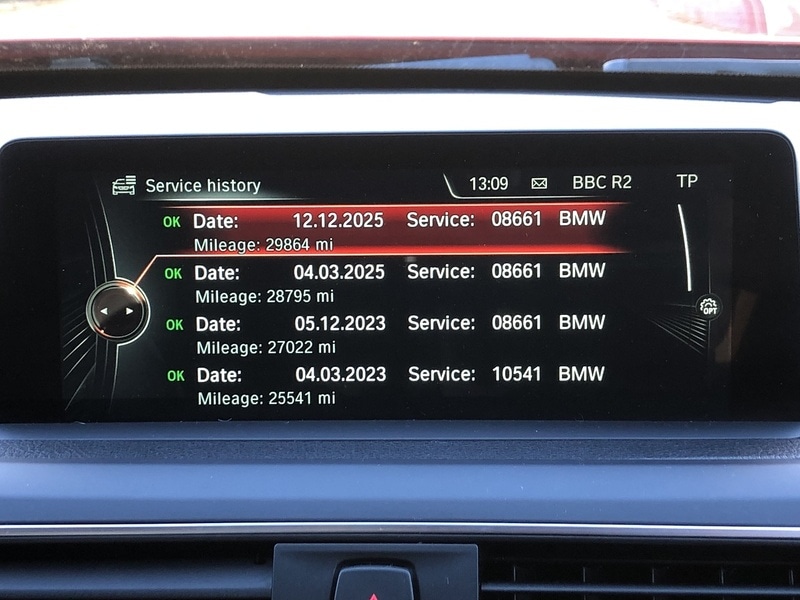 Service history 13:09 BBC R2 TP
OK Date: 12.12.2025 Service: 08661 BMW
Mileage: 29864 mi
OK Date: 04.03.2025 Service: 08661 BMW
Mileage: 28795 mi
OK Date: 05.12.2023 Service: 08661 BMW
Mileage: 27022 mi
OK Date: 04.03.2023 Service: 10541 BMW
Mileage: 25541 mi
OPT